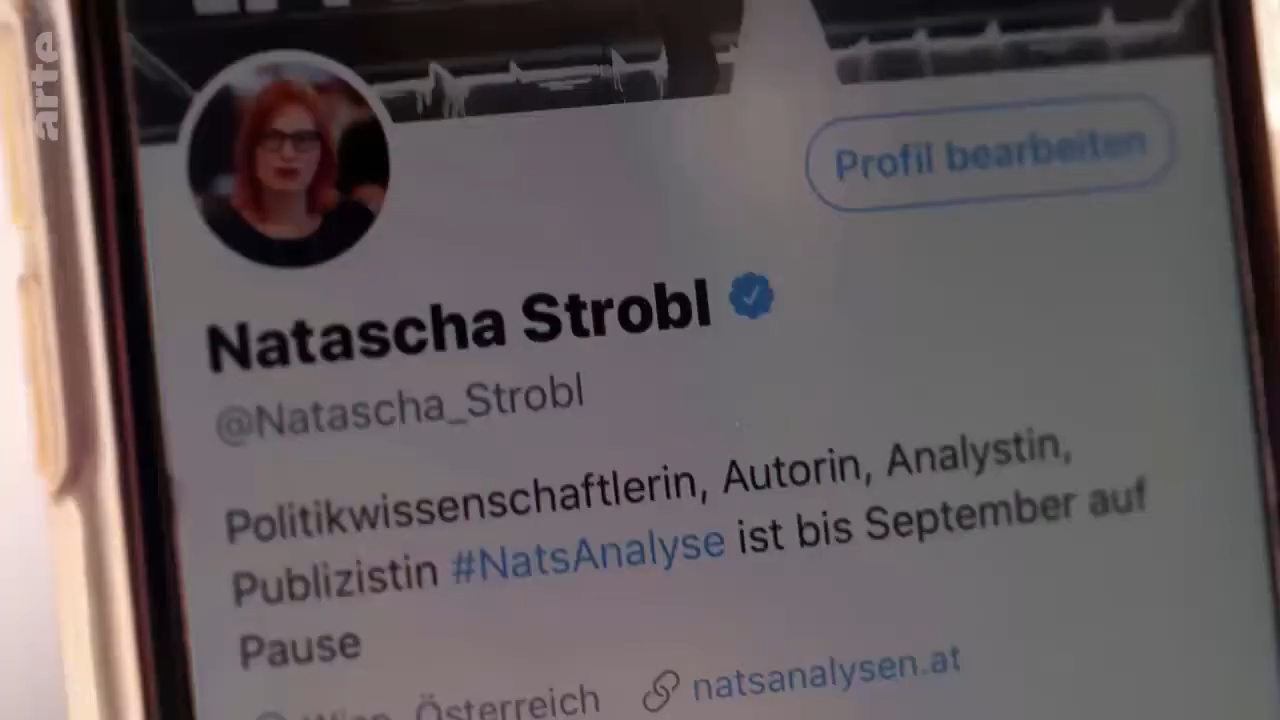 arte
Profil bearbeiten
Natascha Strobl
@Natascha_Strobl
Politikwissenschaftlerin, Autorin, Analystin,
Publizistin #NatsAnalyse ist bis September auf
Pause
Wien, Österreich natsanalysen.at